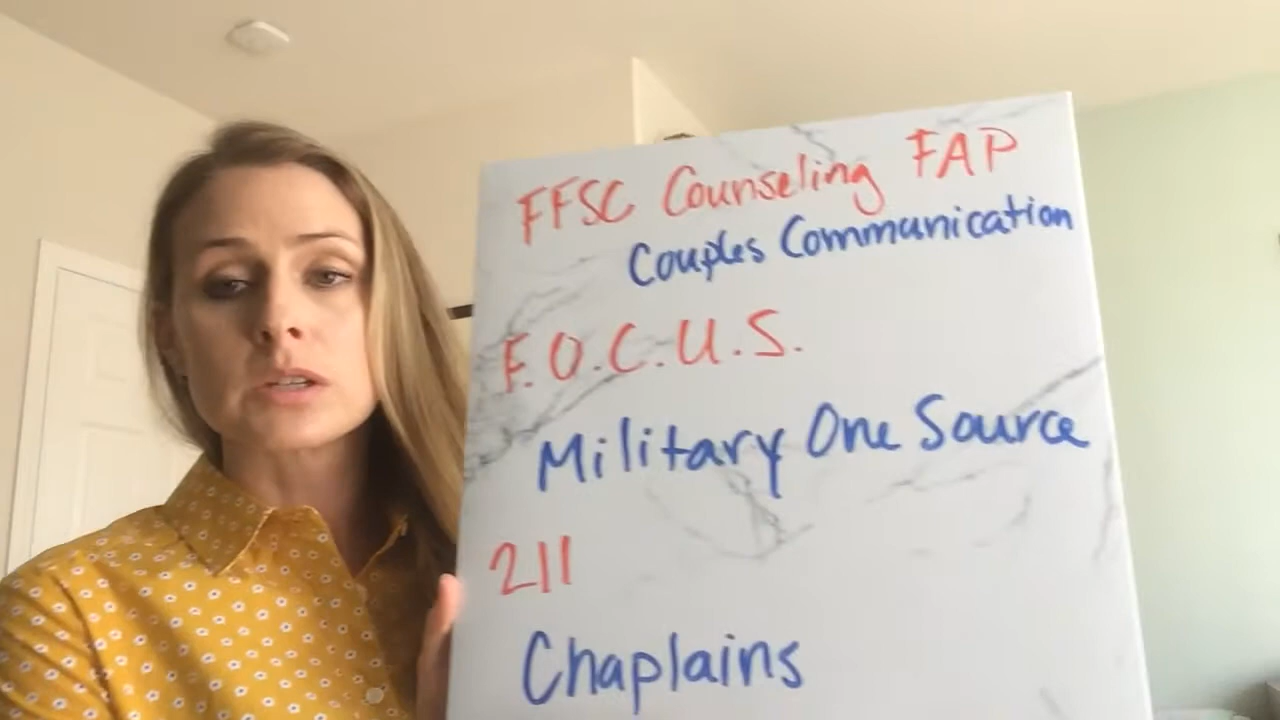 FFSC Counseling FAP
Couples Communication
F.O.C.U.S.
Military One Source
211
Chaplains